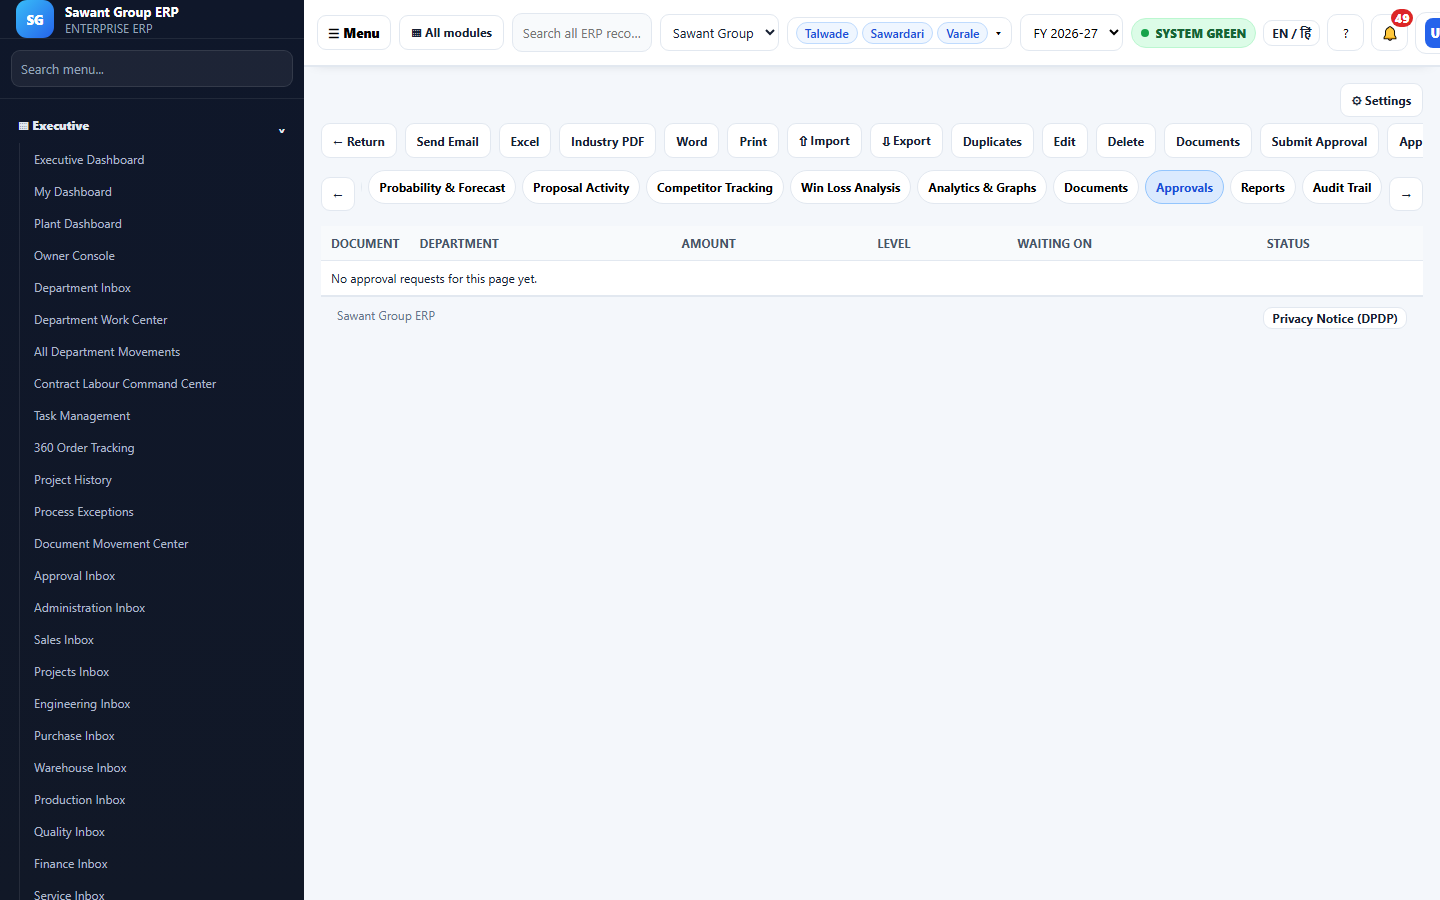 SG
Sawant Group ERP
ENTERPRISE ERP
Search menu...
Executive
Executive Dashboard
My Dashboard
Plant Dashboard
Owner Console
Department Inbox
Department Work Center
All Department Movements
Contract Labour Command Center
Task Management
360 Order Tracking
Project History
Process Exceptions
Document Movement Center
Approval Inbox
Administration Inbox
Sales Inbox
Projects Inbox
Engineering Inbox
Purchase Inbox
Warehouse Inbox
Production Inbox
Quality Inbox
Finance Inbox
Service Inbox
☰ Menu
All modules
Search all ERP reco...
Sawant Group
Talwade Sawardari Varale
FY 2026-27
SYSTEM GREEN
EN / हिं
?
49
U
⚙ Settings
← Return
Send Email
Excel
Industry PDF
Word
Print
⇧ Import
⇩ Export
Duplicates
Edit
Delete
Documents
Submit Approval
App
←
Probability & Forecast
Proposal Activity
Competitor Tracking
Win Loss Analysis
Analytics & Graphs
Documents
Approvals
Reports
Audit Trail
→
DOCUMENT DEPARTMENT AMOUNT LEVEL WAITING ON STATUS
No approval requests for this page yet.
Sawant Group ERP
Privacy Notice (DPDP)